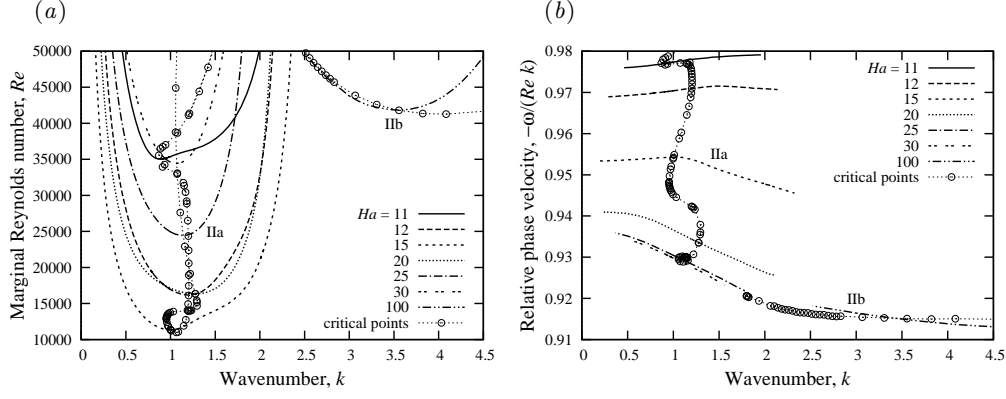 (a)
50000
45000
40000
35000
30000
25000
20000
15000
10000
Marginal Reynolds number, Re
0 0.5 1 1.5 2 2.5 3 3.5 4 4.5
Wavenumber, k
IIa
IIb
Ha = 11
12
15
20
25
30
100
critical points
(b)
0.98
0.97
0.96
0.95
0.94
0.93
0.92
0.91
Relative phase velocity, −ω/(Re k)
0 0.5 1 1.5 2 2.5 3 3.5 4 4.5
Wavenumber, k
IIa
IIb
Ha = 11
12
15
20
25
30
100
critical points